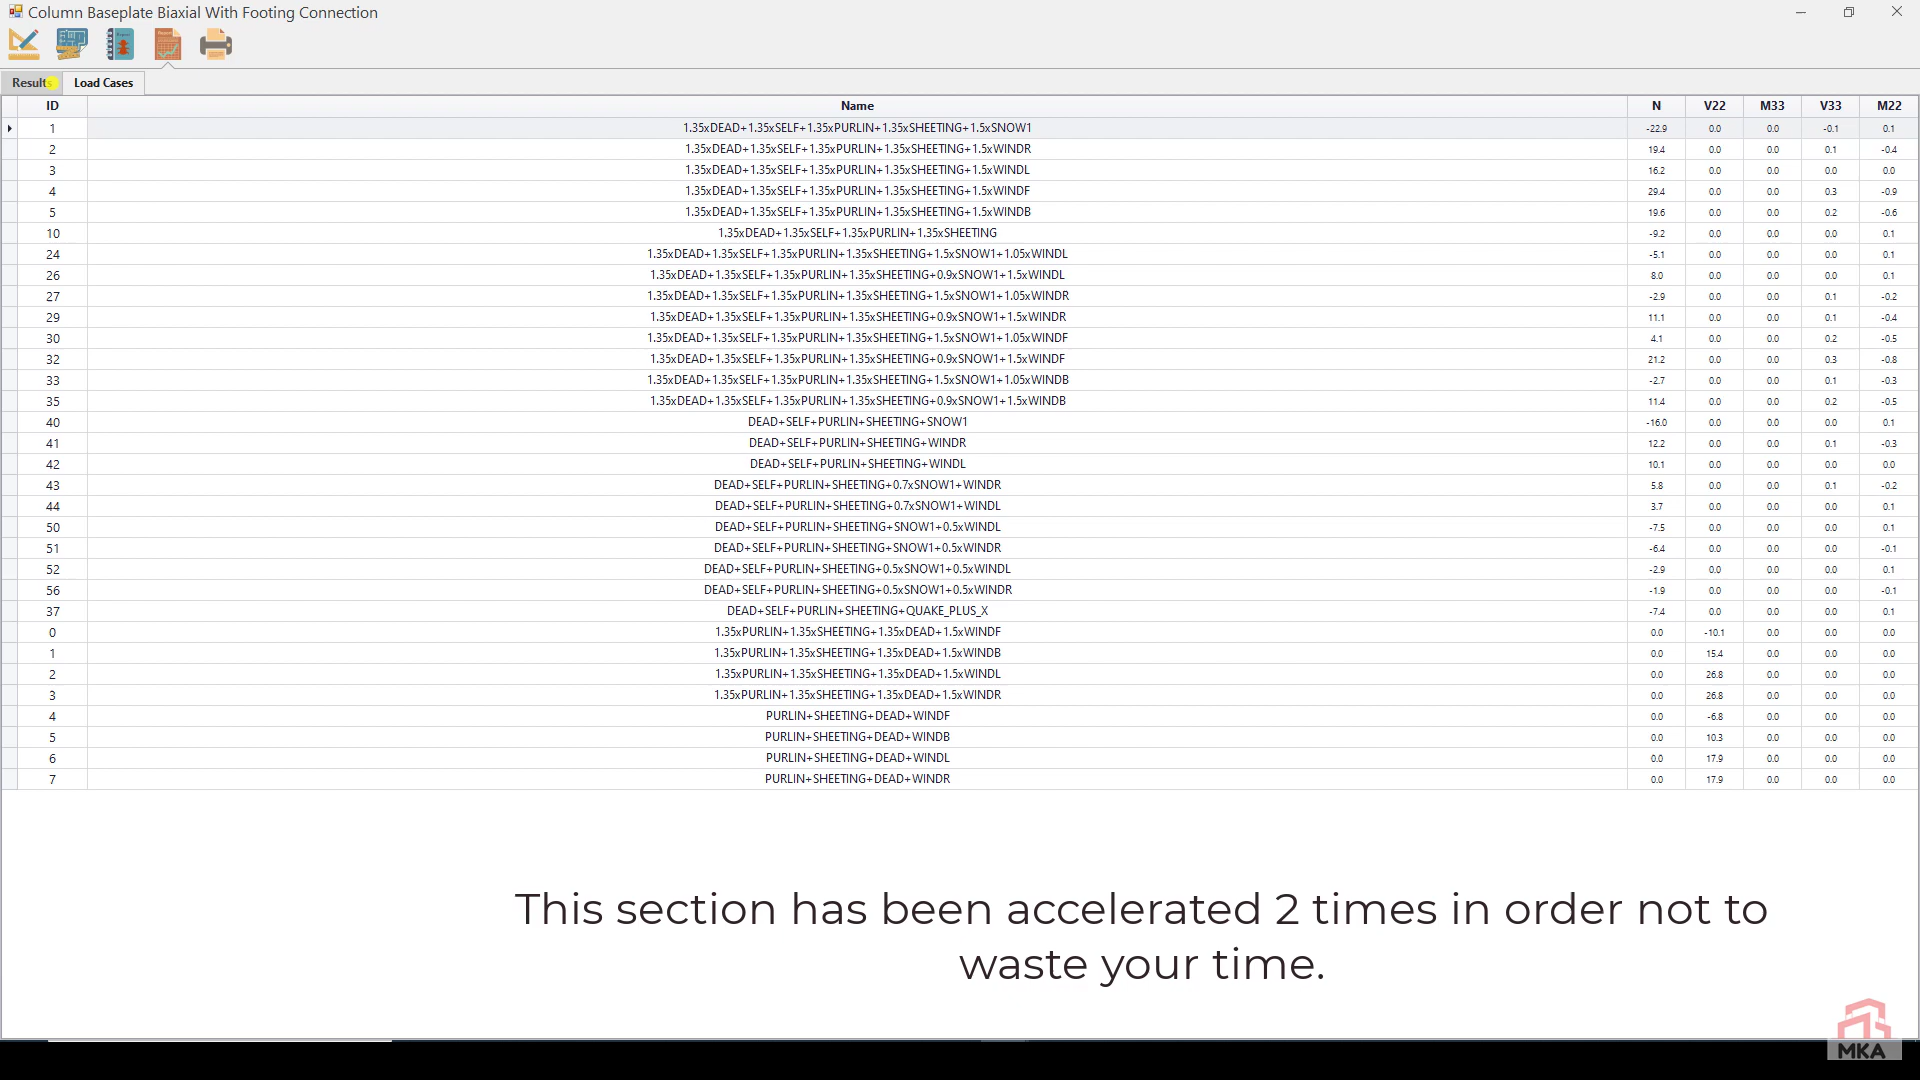 Column Baseplate Biaxial With Footing Connection
Results Load Cases
ID Name N V22 M33 V33 M22
1 1.35xDEAD+1.35xSELF+1.35xPURLIN+1.35xSHEETING+1.5xSNOW1 -22.9 0.0 0.0 -0.1 0.1
2 1.35xDEAD+1.35xSELF+1.35xPURLIN+1.35xSHEETING+1.5xWINDR 19.4 0.0 0.0 0.1 -0.4
3 1.35xDEAD+1.35xSELF+1.35xPURLIN+1.35xSHEETING+1.5xWINDL 16.2 0.0 0.0 0.0 0.0
4 1.35xDEAD+1.35xSELF+1.35xPURLIN+1.35xSHEETING+1.5xWINDF 29.4 0.0 0.0 0.3 -0.9
5 1.35xDEAD+1.35xSELF+1.35xPURLIN+1.35xSHEETING+1.5xWINDB 19.6 0.0 0.0 0.2 -0.6
10 1.35xDEAD+1.35xSELF+1.35xPURLIN+1.35xSHEETING -9.2 0.0 0.0 0.0 0.1
24 1.35xDEAD+1.35xSELF+1.35xPURLIN+1.35xSHEETING+1.5xSNOW1+1.05xWINDL -5.1 0.0 0.0 0.0 0.1
26 1.35xDEAD+1.35xSELF+1.35xPURLIN+1.35xSHEETING+0.9xSNOW1+1.5xWINDL 8.0 0.0 0.0 0.0 0.1
27 1.35xDEAD+1.35xSELF+1.35xPURLIN+1.35xSHEETING+1.5xSNOW1+1.05xWINDR -2.9 0.0 0.0 0.1 -0.2
29 1.35xDEAD+1.35xSELF+1.35xPURLIN+1.35xSHEETING+0.9xSNOW1+1.5xWINDR 11.1 0.0 0.0 0.1 -0.4
30 1.35xDEAD+1.35xSELF+1.35xPURLIN+1.35xSHEETING+1.5xSNOW1+1.05xWINDF 4.1 0.0 0.0 0.2 -0.5
32 1.35xDEAD+1.35xSELF+1.35xPURLIN+1.35xSHEETING+0.9xSNOW1+1.5xWINDF 21.2 0.0 0.0 0.3 -0.8
33 1.35xDEAD+1.35xSELF+1.35xPURLIN+1.35xSHEETING+1.5xSNOW1+1.05xWINDB -2.7 0.0 0.0 0.1 -0.3
35 1.35xDEAD+1.35xSELF+1.35xPURLIN+1.35xSHEETING+0.9xSNOW1+1.5xWINDB 11.4 0.0 0.0 0.2 -0.5
40 DEAD+SELF+PURLIN+SHEETING+SNOW1 -16.0 0.0 0.0 0.0 0.1
41 DEAD+SELF+PURLIN+SHEETING+WINDR 12.2 0.0 0.0 0.1 -0.3
42 DEAD+SELF+PURLIN+SHEETING+WINDL 10.1 0.0 0.0 0.0 0.0
43 DEAD+SELF+PURLIN+SHEETING+0.7xSNOW1+WINDR 5.8 0.0 0.0 0.1 -0.2
44 DEAD+SELF+PURLIN+SHEETING+0.7xSNOW1+WINDL 3.7 0.0 0.0 0.0 0.1
50 DEAD+SELF+PURLIN+SHEETING+SNOW1+0.5xWINDL -7.5 0.0 0.0 0.0 0.1
51 DEAD+SELF+PURLIN+SHEETING+SNOW1+0.5xWINDR -6.4 0.0 0.0 0.0 -0.1
52 DEAD+SELF+PURLIN+SHEETING+0.5xSNOW1+0.5xWINDL -2.9 0.0 0.0 0.0 0.1
56 DEAD+SELF+PURLIN+SHEETING+0.5xSNOW1+0.5xWINDR -1.9 0.0 0.0 0.0 -0.1
37 DEAD+SELF+PURLIN+SHEETING+QUAKE_PLUS_X -7.4 0.0 0.0 0.0 0.1
0 1.35xPURLIN+1.35xSHEETING+1.35xDEAD+1.5xWINDF 0.0 -10.1 0.0 0.0 0.0
1 1.35xPURLIN+1.35xSHEETING+1.35xDEAD+1.5xWINDB 0.0 15.4 0.0 0.0 0.0
2 1.35xPURLIN+1.35xSHEETING+1.35xDEAD+1.5xWINDL 0.0 26.8 0.0 0.0 0.0
3 1.35xPURLIN+1.35xSHEETING+1.35xDEAD+1.5xWINDR 0.0 26.8 0.0 0.0 0.0
4 PURLIN+SHEETING+DEAD+WINDF 0.0 -6.8 0.0 0.0 0.0
5 PURLIN+SHEETING+DEAD+WINDB 0.0 10.3 0.0 0.0 0.0
6 PURLIN+SHEETING+DEAD+WINDL 0.0 17.9 0.0 0.0 0.0
7 PURLIN+SHEETING+DEAD+WINDR 0.0 17.9 0.0 0.0 0.0
This section has been accelerated 2 times in order not to
waste your time.
MKA